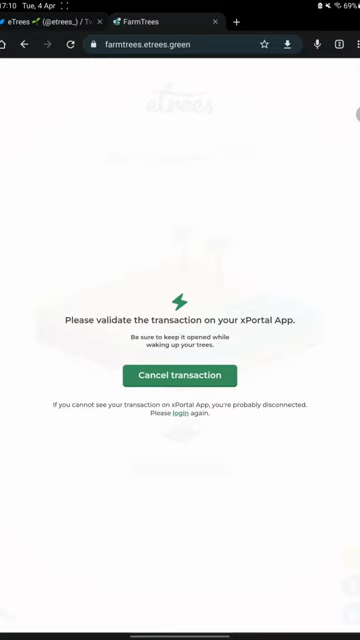 17:10 Tue, 4 Apr 69%
eTrees (@etrees_) / Tw FarmTrees
farmtrees.etrees.green 3
etrees
Please validate the transaction on your xPortal App.
Be sure to keep it opened while
waking up your trees.
Cancel transaction
If you cannot see your transaction on xPortal App, you're probably disconnected.
Please login again.